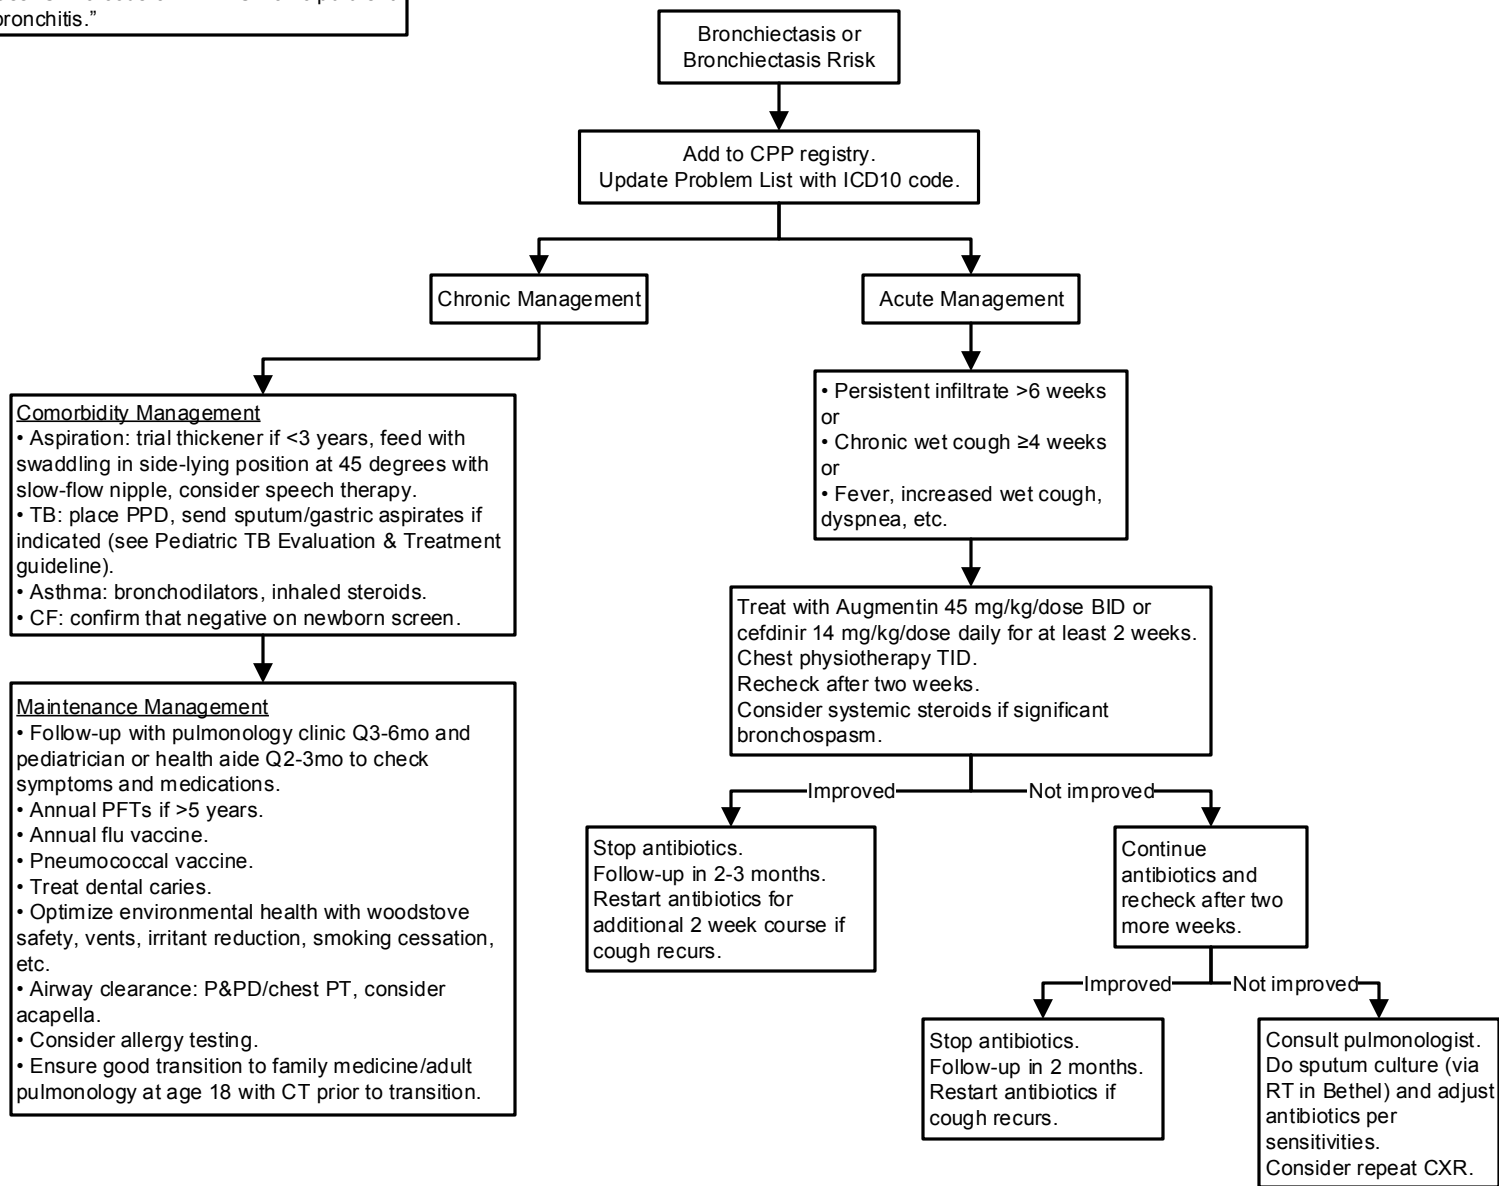 bronchitis.”
Bronchiectasis or
Bronchiectasis Rrisk
Add to CPP registry.
Update Problem List with ICD10 code.
Chronic Management
Acute Management
Comorbidity Management
• Aspiration: trial thickener if <3 years, feed with
swaddling in side-lying position at 45 degrees with
slow-flow nipple, consider speech therapy.
• TB: place PPD, send sputum/gastric aspirates if
indicated (see Pediatric TB Evaluation & Treatment
guideline).
• Asthma: bronchodilators, inhaled steroids.
• CF: confirm that negative on newborn screen.
Maintenance Management
• Follow-up with pulmonology clinic Q3-6mo and
pediatrician or health aide Q2-3mo to check
symptoms and medications.
• Annual PFTs if >5 years.
• Annual flu vaccine.
• Pneumococcal vaccine.
• Treat dental caries.
• Optimize environmental health with woodstove
safety, vents, irritant reduction, smoking cessation,
etc.
• Airway clearance: P&PD/chest PT, consider
acapella.
• Consider allergy testing.
• Ensure good transition to family medicine/adult
pulmonology at age 18 with CT prior to transition.
• Persistent infiltrate >6 weeks
or
• Chronic wet cough ≥4 weeks
or
• Fever, increased wet cough,
dyspnea, etc.
Treat with Augmentin 45 mg/kg/dose BID or
cefdinir 14 mg/kg/dose daily for at least 2 weeks.
Chest physiotherapy TID.
Recheck after two weeks.
Consider systemic steroids if significant
bronchospasm.
Improved
Not improved
Stop antibiotics.
Follow-up in 2-3 months.
Restart antibiotics for
additional 2 week course if
cough recurs.
Continue
antibiotics and
recheck after two
more weeks.
Improved
Not improved
Stop antibiotics.
Follow-up in 2 months.
Restart antibiotics if
cough recurs.
Consult pulmonologist.
Do sputum culture (via
RT in Bethel) and adjust
antibiotics per
sensitivities.
Consider repeat CXR.